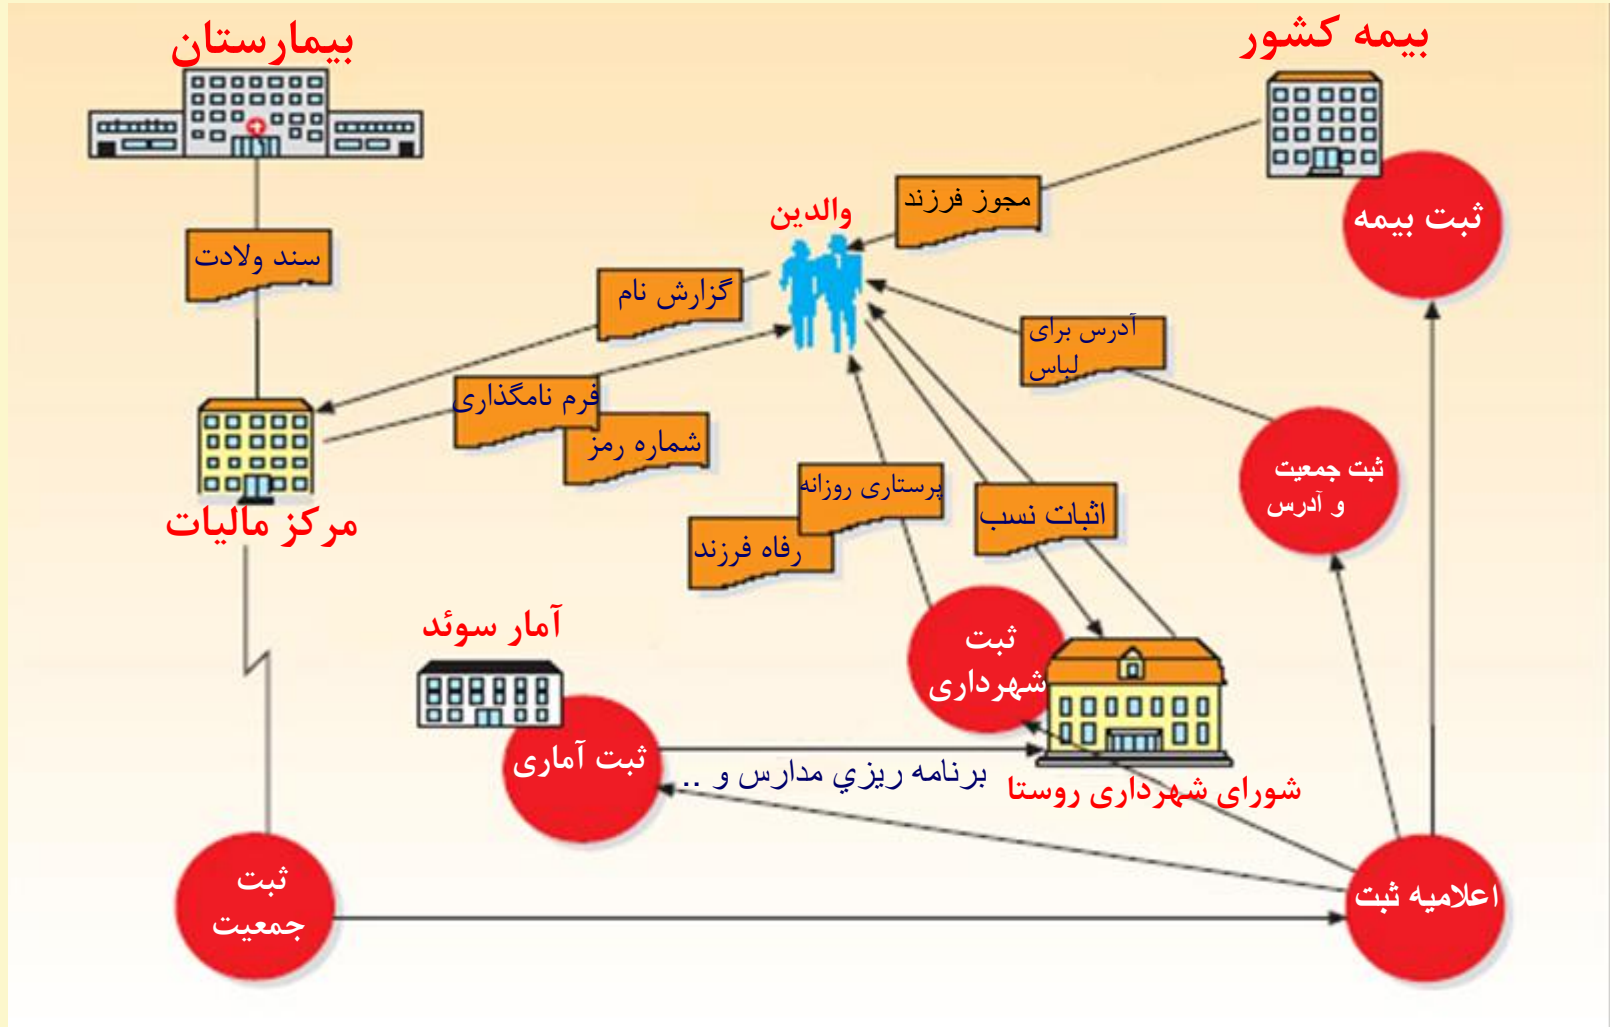 بیمه کشور
بیمارستان
ثبت بیمه
مجوز فرزند
والدین
سند ولادت
گزارش نام
آدرس برای
لباس
فرم نامگذاری
شماره رمز
ثبت جمعیت
و آدرس
پرستاری روزانه
اثبات نسب
رفاه فرزند
مرکز مالیات
آمار سوئد
ثبت
شهرداری
ثبت آماری
برنامه ريزي مدارس و ..
شورای شهرداری روستا
ثبت
جمعیت
اعلامیه ثبت